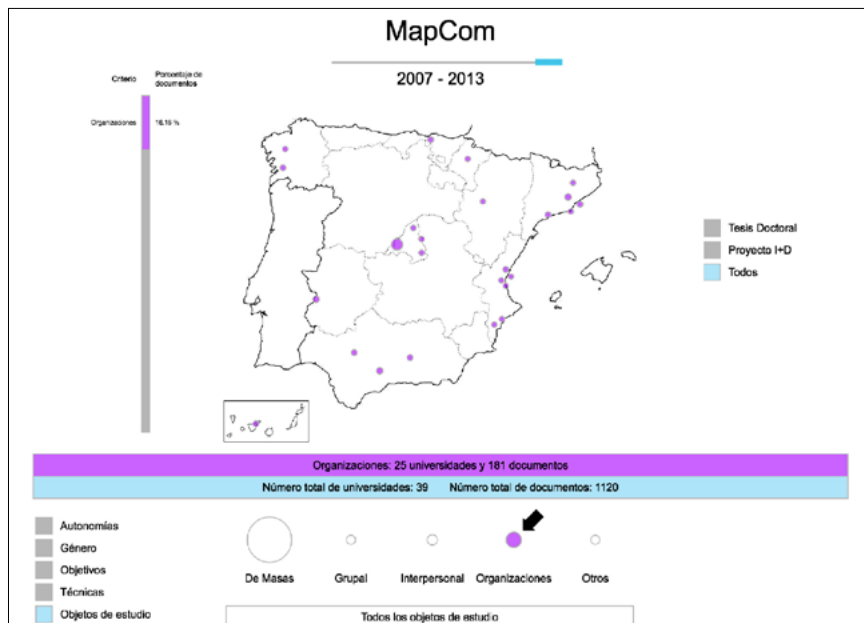 MapCom
2007 - 2013
Criterio
Porcentaje de
documentos
Organizaciones
16,16 %
Tesis Doctoral
Proyecto I+D
Todos
Organizaciones: 25 universidades y 181 documentos
Número total de universidades: 39 Número total de documentos: 1120
Autonomías
Género
Objetivos
Técnicas
Objetos de estudio
De Masas Grupal Interpersonal Organizaciones Otros
Todos los objetos de estudio